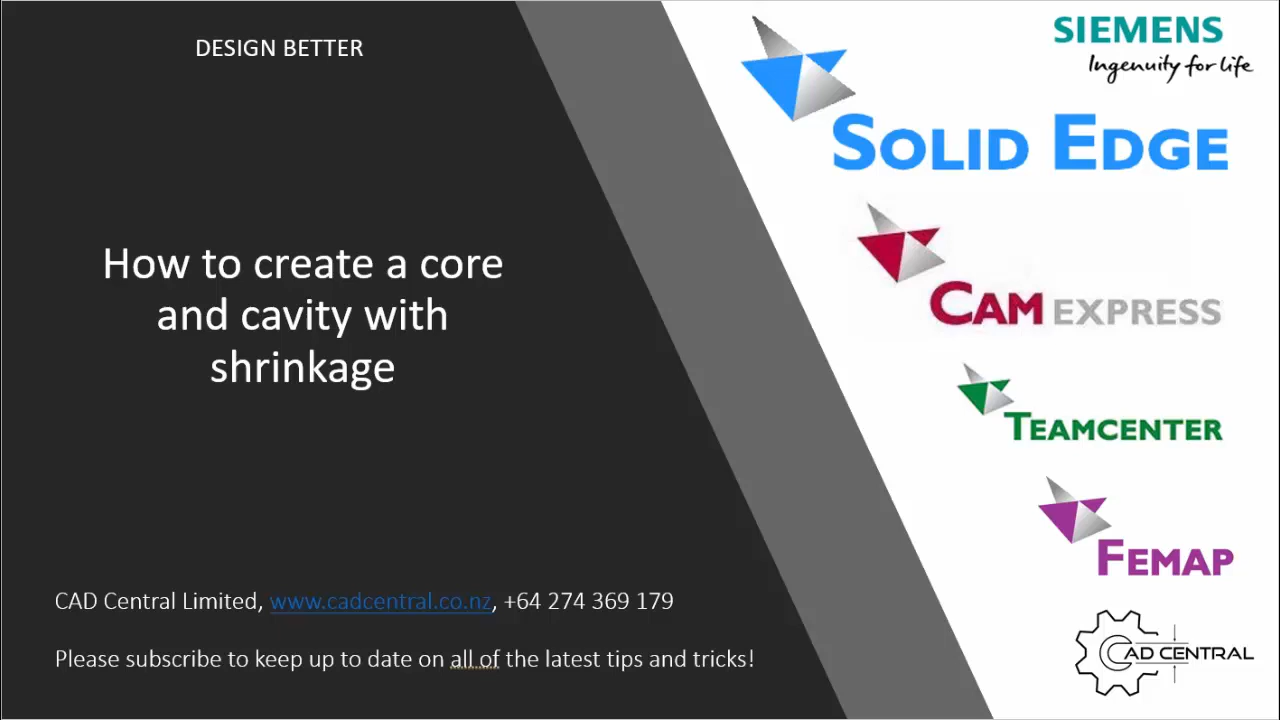 DESIGN BETTER
How to create a core
and cavity with
shrinkage
CAD Central Limited, www.cadcentral.co.nz, +64 274 369 179
Please subscribe to keep up to date on all of the latest tips and tricks!
SIEMENS
Ingenuity for life
SOLID EDGE
CAM EXPRESS
TEAMCENTER
FEMAP
CAD CENTRAL